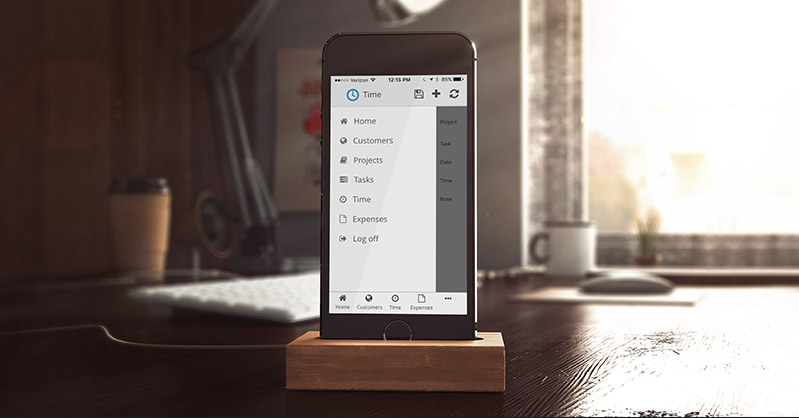 Verizon 12:15 PM 85%
Time
Home
Customers
Projects
Tasks
Time
Expenses
Log off
Project
Task
Date
Time
Note
Home Customers Time Expenses